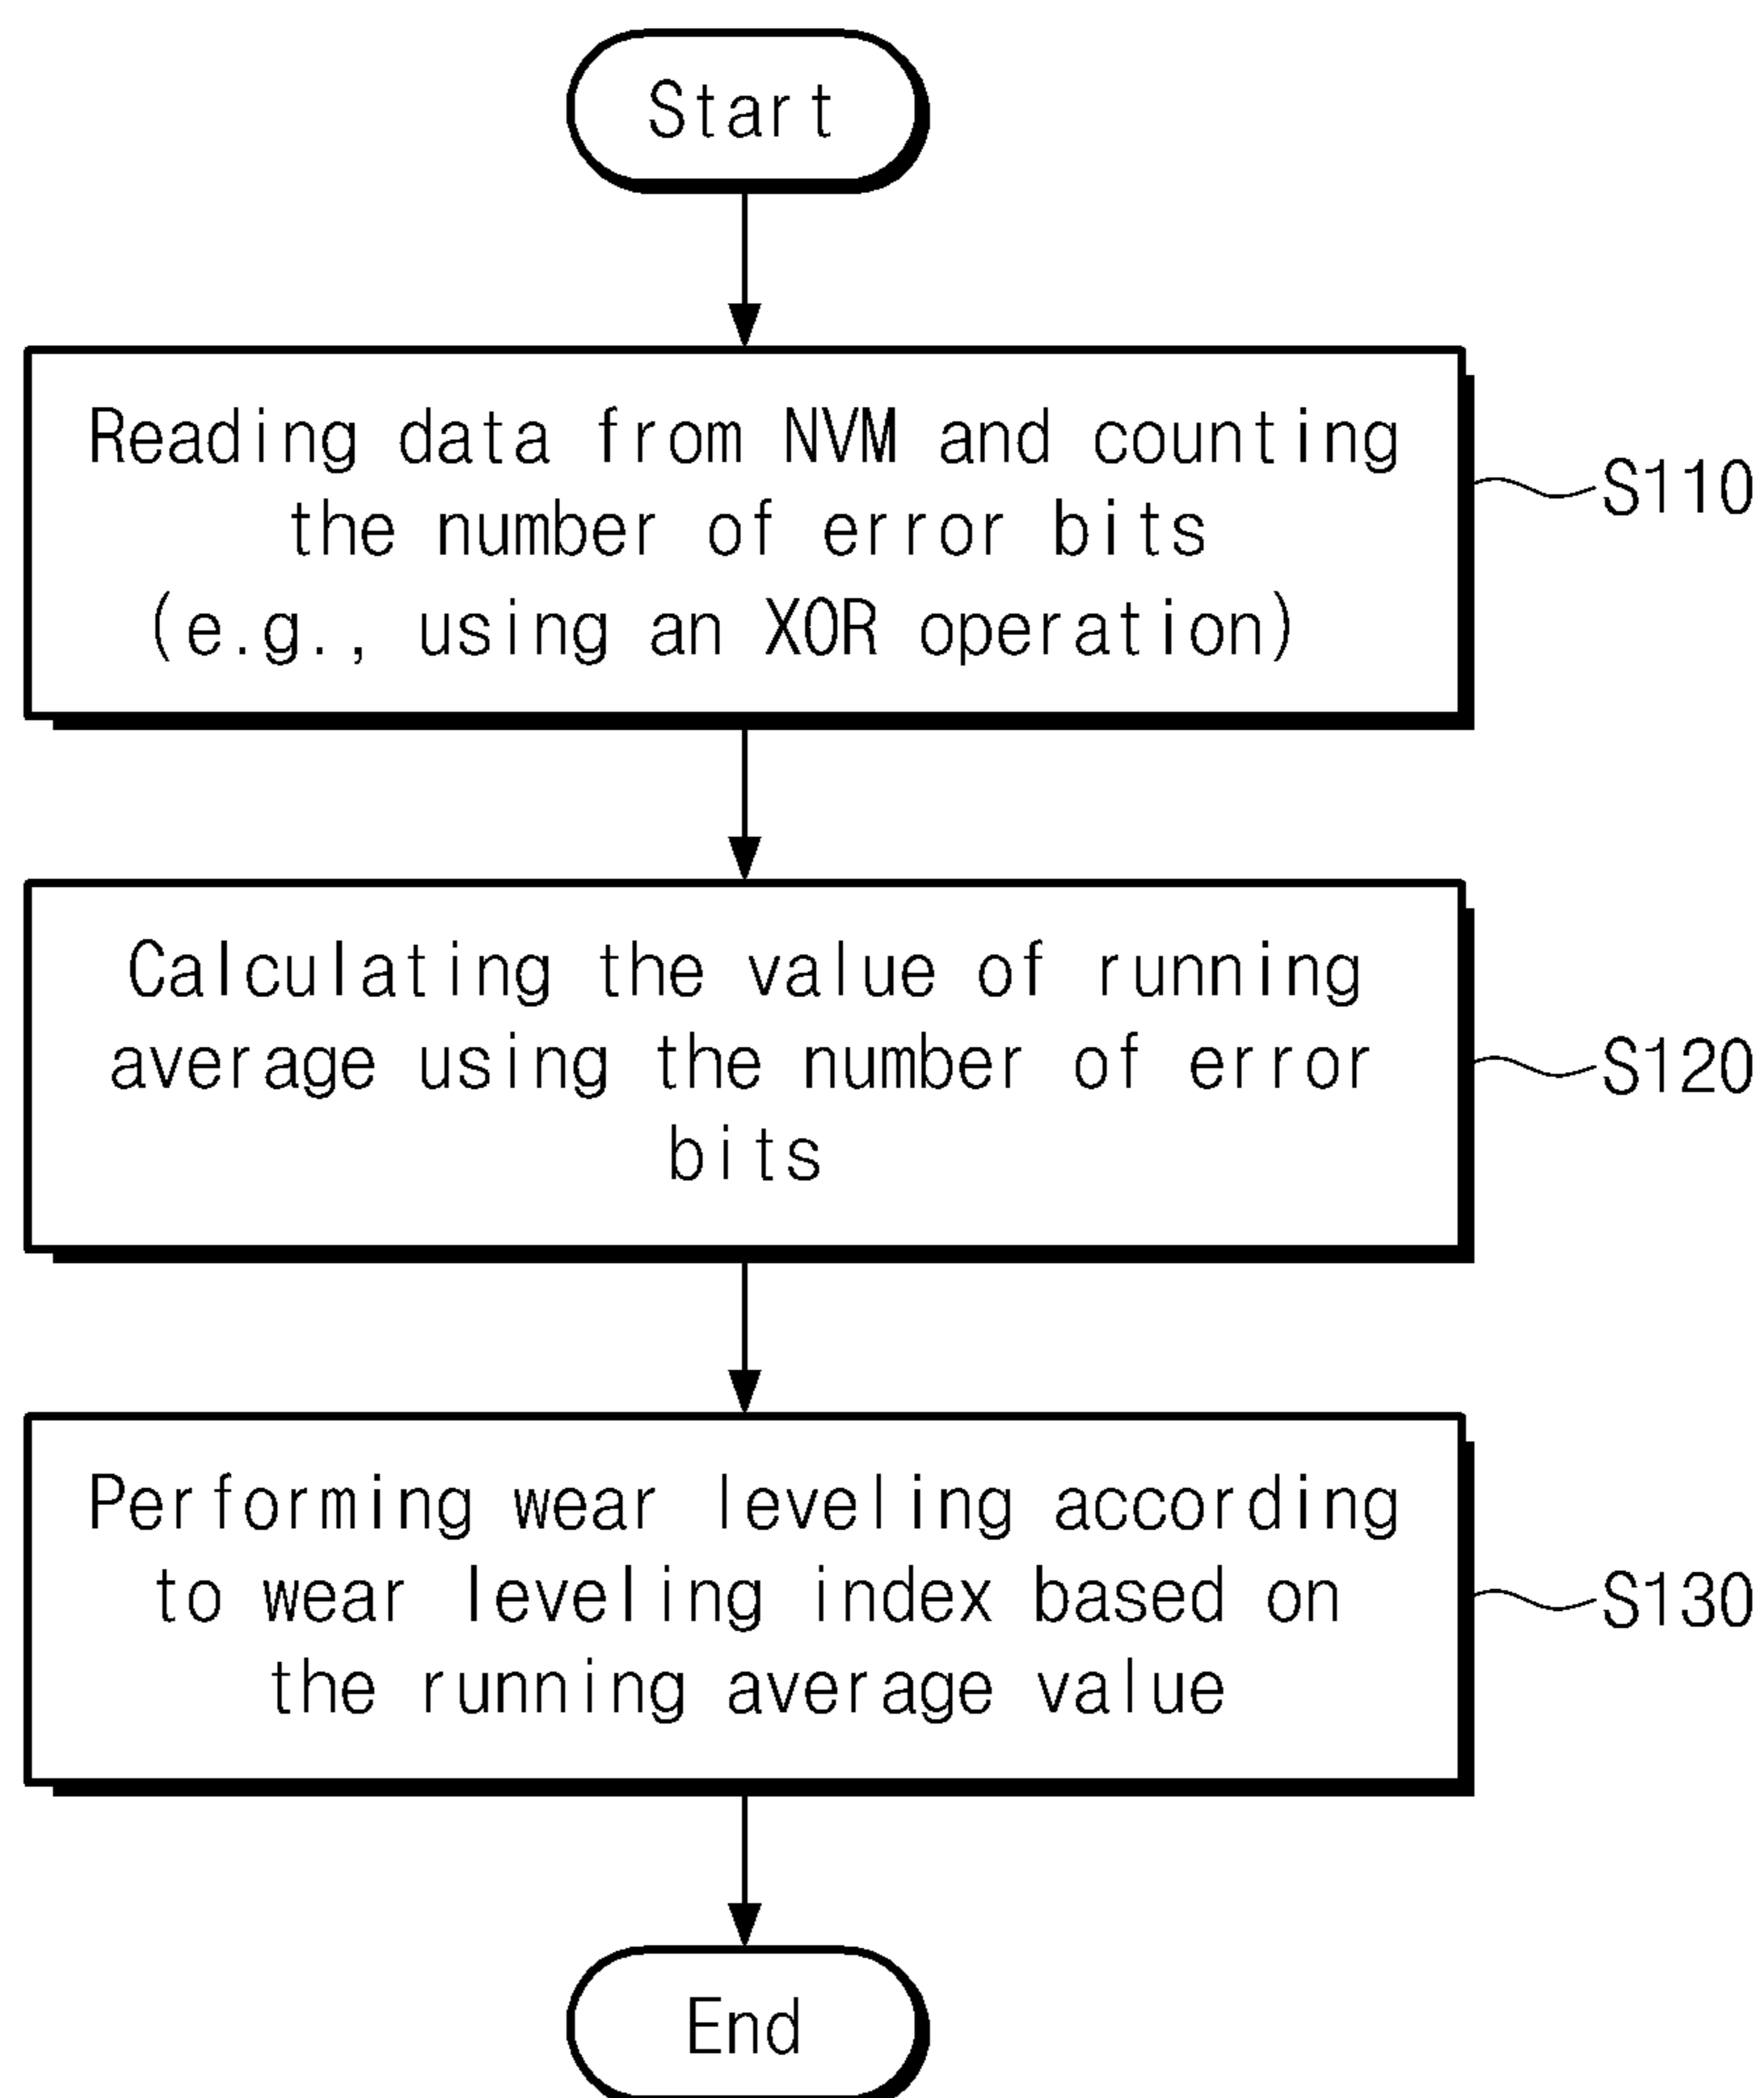 Start
Reading data from NVM and counting
the number of error bits
(e.g., using an XOR operation)
S110
Calculating the value of running
average using the number of error
bits
S120
Performing wear leveling according
to wear leveling index based on
the running average value
S130
End